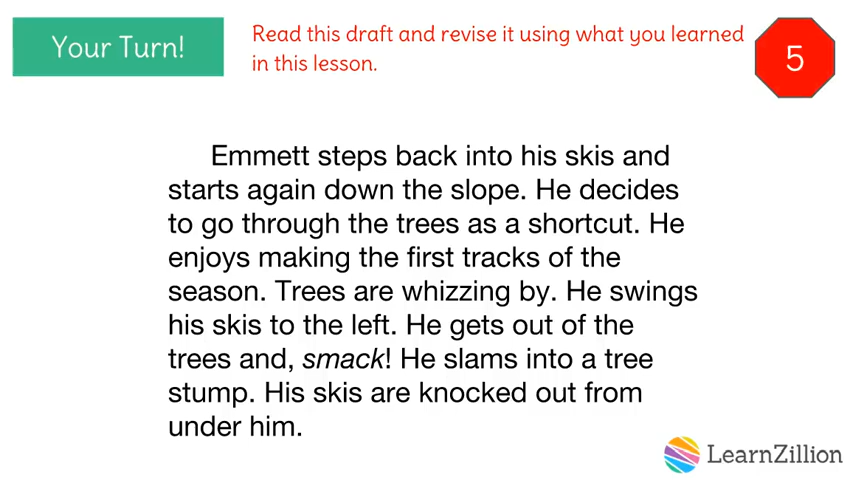 Your Turn!
Read this draft and revise it using what you learned
in this lesson.
5
Emmett steps back into his skis and
starts again down the slope. He decides
to go through the trees as a shortcut. He
enjoys making the first tracks of the
season. Trees are whizzing by. He swings
his skis to the left. He gets out of the
trees and, smack! He slams into a tree
stump. His skis are knocked out from
under him.
LearnZillion